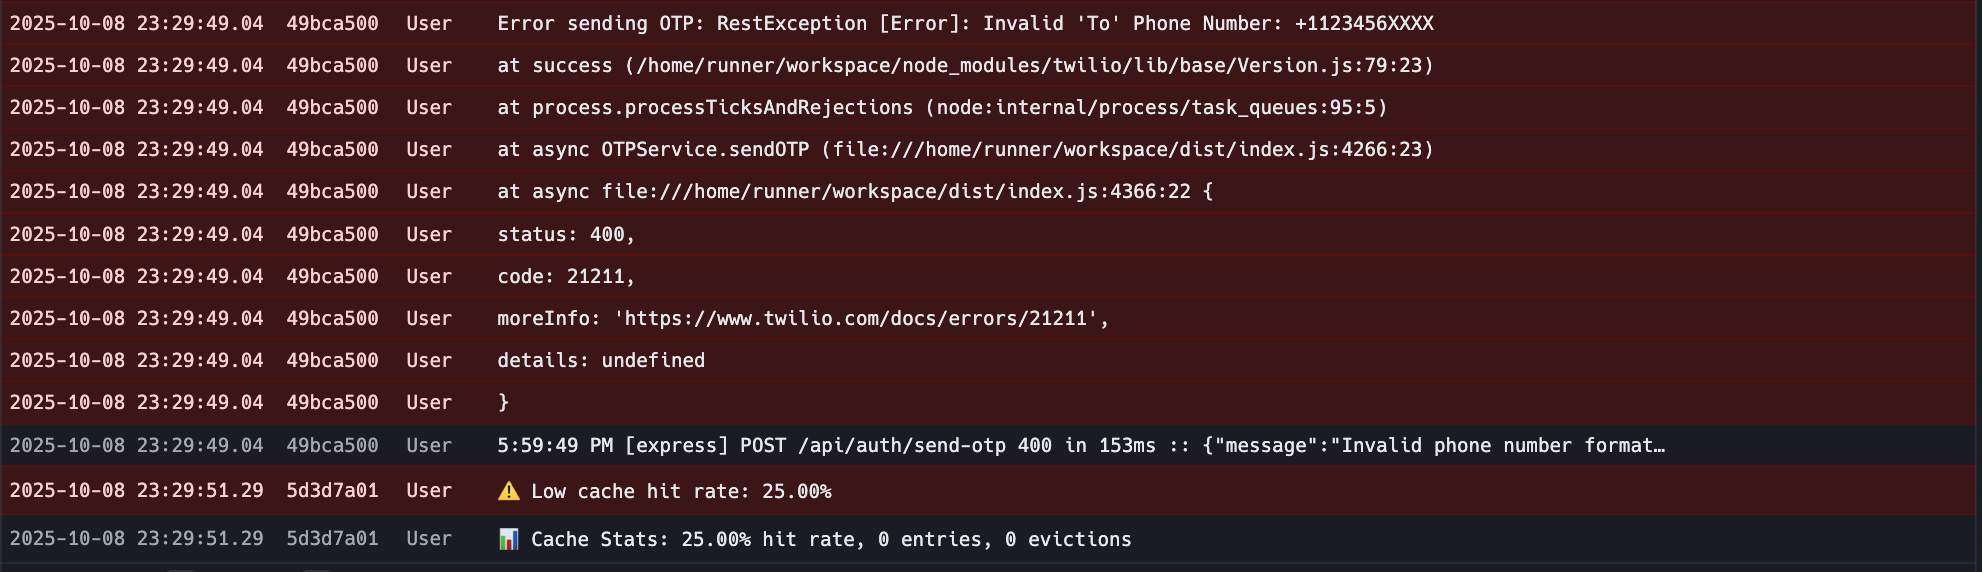 2025-10-08 23:29:49.04 49bca500 User Error sending OTP: RestException [Error]: Invalid 'To' Phone Number: +1123456XXXX
2025-10-08 23:29:49.04 49bca500 User at success (/home/runner/workspace/node_modules/twilio/lib/base/Version.js:79:23)
2025-10-08 23:29:49.04 49bca500 User at process.processTicksAndRejections (node:internal/process/task_queues:95:5)
2025-10-08 23:29:49.04 49bca500 User at async OTPService.sendOTP (file:///home/runner/workspace/dist/index.js:4266:23)
2025-10-08 23:29:49.04 49bca500 User at async file:///home/runner/workspace/dist/index.js:4366:22 {
2025-10-08 23:29:49.04 49bca500 User status: 400,
2025-10-08 23:29:49.04 49bca500 User code: 21211,
2025-10-08 23:29:49.04 49bca500 User moreInfo: 'https://www.twilio.com/docs/errors/21211',
2025-10-08 23:29:49.04 49bca500 User details: undefined
2025-10-08 23:29:49.04 49bca500 User }
2025-10-08 23:29:49.04 49bca500 User 5:59:49 PM [express] POST /api/auth/send-otp 400 in 153ms :: {"message":"Invalid phone number format…
2025-10-08 23:29:51.29 5d3d7a01 User ⚠️ Low cache hit rate: 25.00%
2025-10-08 23:29:51.29 5d3d7a01 User 📊 Cache Stats: 25.00% hit rate, 0 entries, 0 evictions